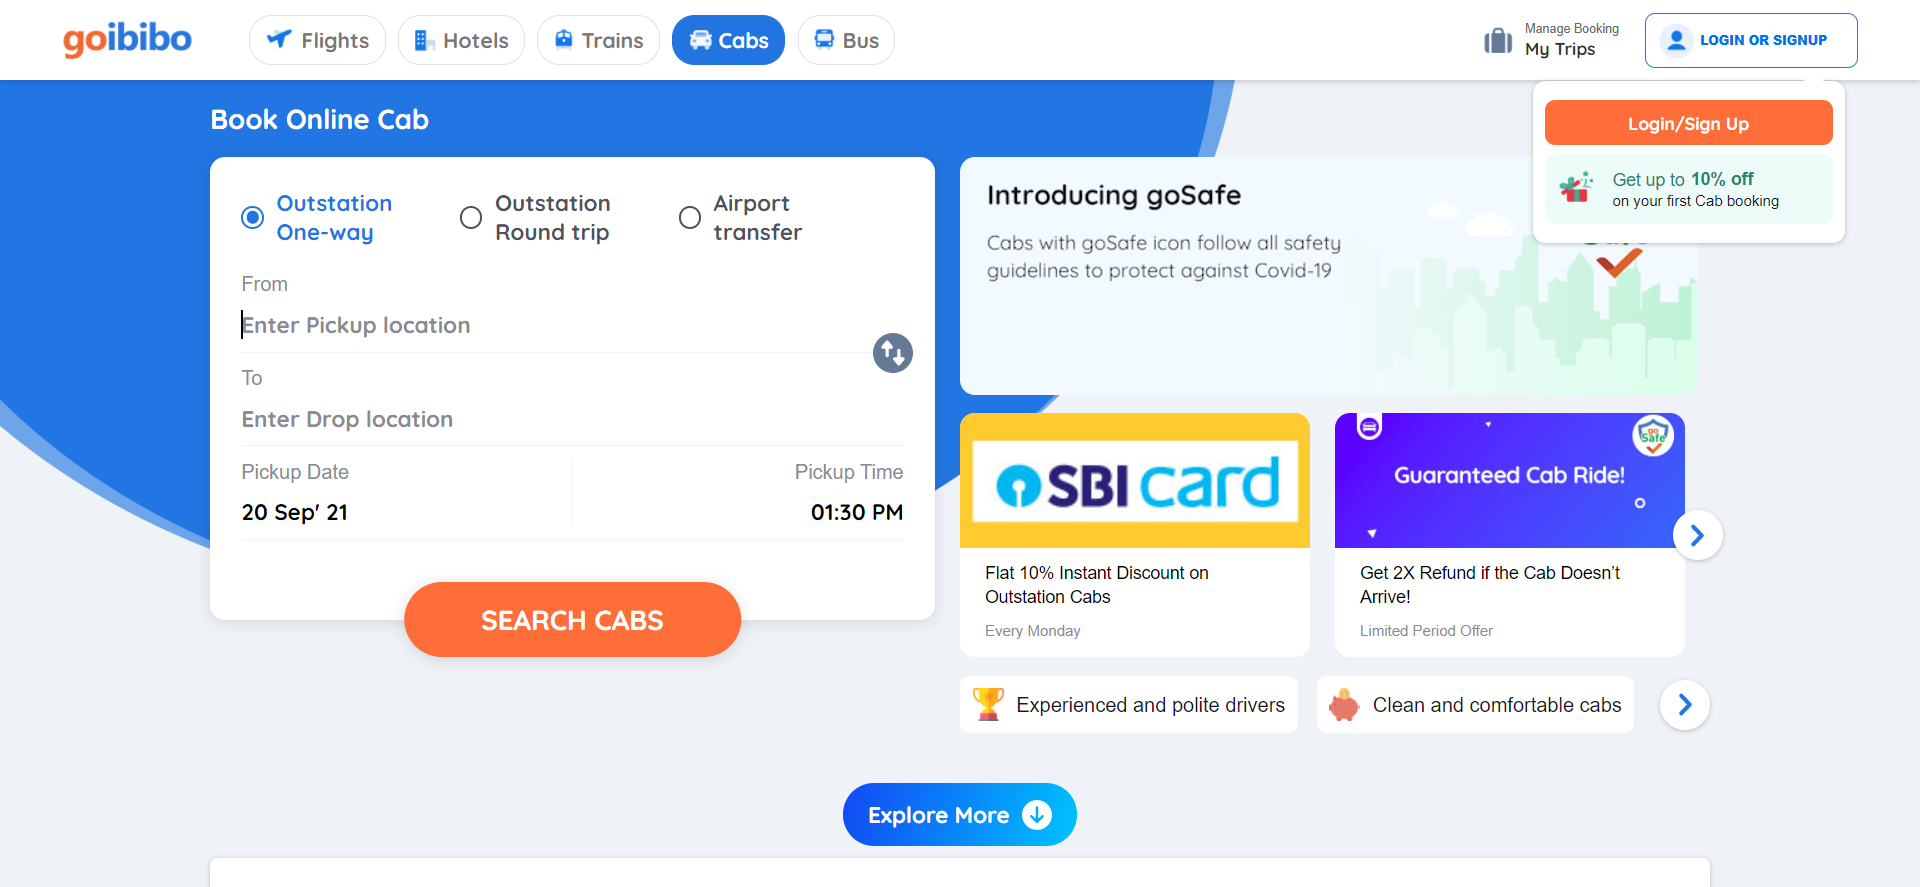 goibibo
Flights
Hotels
Trains
Cabs
Bus
Manage Booking
My Trips
LOGIN OR SIGNUP
Login/Sign Up
Get up to 10% off
on your first Cab booking
Book Online Cab
Outstation
One-way
Outstation
Round trip
Airport
transfer
From
Enter Pickup location
To
Enter Drop location
Pickup Date
Pickup Time
20 Sep' 21
01:30 PM
SEARCH CABS
Introducing goSafe
Cabs with goSafe icon follow all safety
guidelines to protect against Covid-19
SBI card
Flat 10% Instant Discount on
Outstation Cabs
Every Monday
go
Safe
Guaranteed Cab Ride!
Get 2X Refund if the Cab Doesn’t
Arrive!
Limited Period Offer
Experienced and polite drivers
Clean and comfortable cabs
Explore More